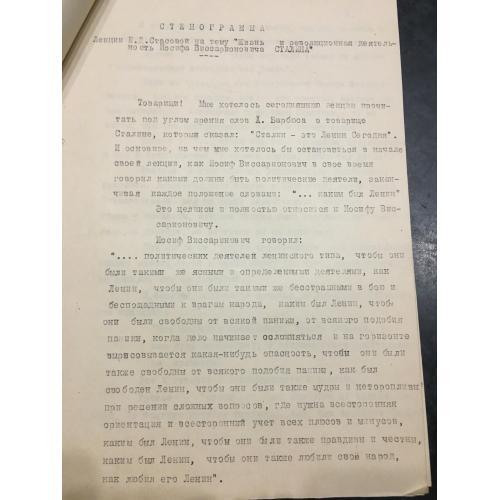 СТЕНОГРАММА
Лекции Е.Д.Стасовой на тему "Жизнь и революционная деятель-
ность Иосифа Виссарионовича СТАЛИНА"
----
Товарищи! Мне хотелось сегодняшнюю лекцию прочи-
тать под углом зрения слов А. Барбюса о товарище
Сталине, который сказал: "Сталин - это Ленин Сегодня".
И основное, на чем мне хотелось бы остановиться в начале
своей лекции, как Иосиф Виссарионович в свое время
говорил какими должны быть политические деятели, закан-
чивая каждое положение словами: "... каким был Ленин"
Это целиком и полностью относится и Иосифу Вис-
сарионовичу.
Иосиф Виссаринович говорил:
".... политических деятелей ленинского типа, чтобы они
были такими же ясными и определенными деятелями, как
Ленин, чтобы они были такими же бесстрашными в бою и
беспощадными к врагам народа, каким был Ленин, чтоб
они были свободны от всякой паники, от всякого подобия
паники, когда дело начинает осложняться и на горизонте
вырисовывается какая-нибудь опасность, чтобы они были
также свободны от всякого подобия паники, как был
свободен Ленин, чтобы они были также мудры и неторопливы
при решении сложных вопросов, где нужна всесторонняя
ориентация и всесторонний учет всех плюсов и минусов,
каким был Ленин, чтобы они были также правдивы и честны,
каким был Ленин, чтобы они также любили свой народ,
как любил его Ленин".